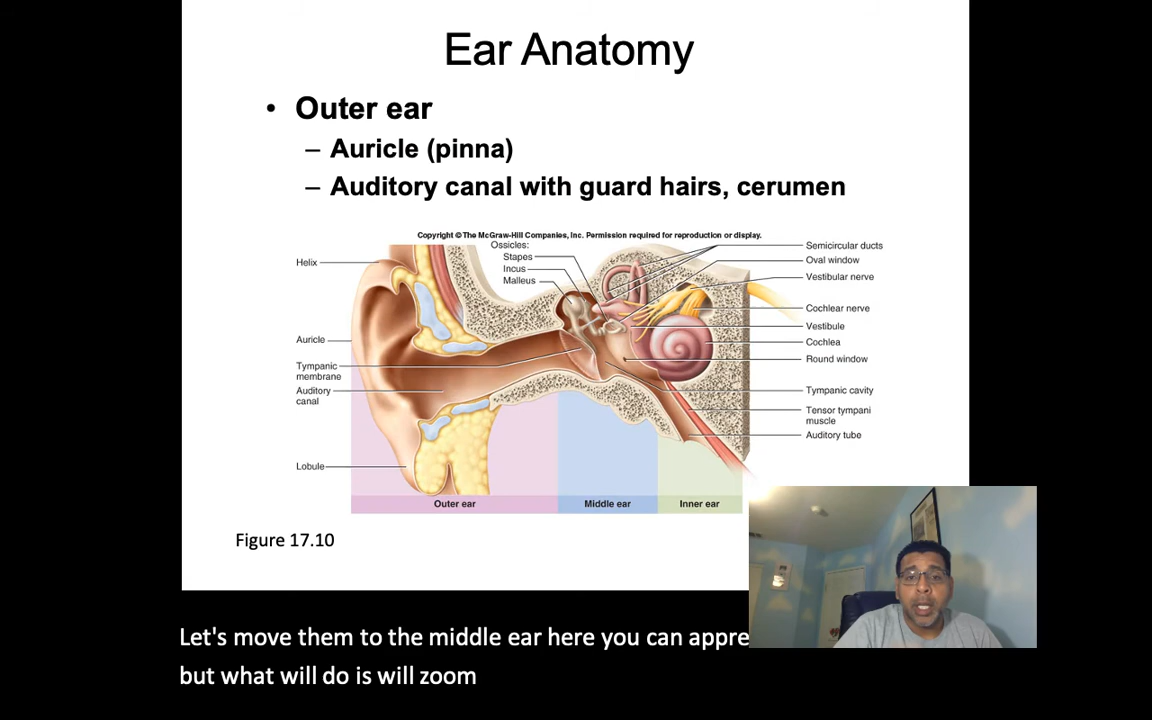 Ear Anatomy
• Outer ear
– Auricle (pinna)
– Auditory canal with guard hairs, cerumen
Copyright © The McGraw-Hill Companies, Inc. Permission required for reproduction or display.
Ossicles:
Stapes
Incus
Malleus
Helix
Auricle
Tympanic
membrane
Auditory
canal
Lobule
Semicircular ducts
Oval window
Vestibular nerve
Cochlear nerve
Vestibule
Cochlea
Round window
Tympanic cavity
Tensor tympani
muscle
Auditory tube
Outer ear
Middle ear
Inner ear
Figure 17.10
Let's move them to the middle ear here you can appre
but what will do is will zoom